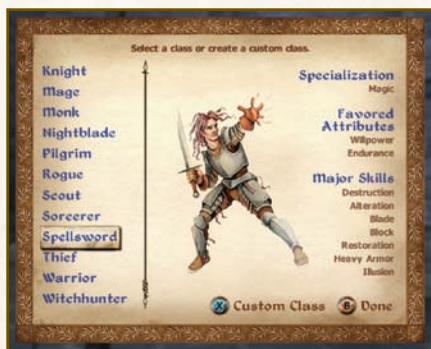 Select a class or create a custom class.
Knight
Mage
Monk
Nightblade
Pilgrim
Rogue
Scout
Sorcerer
Spellsword
Thief
Warrior
Witchhunter
Specialization
Magic
Favored
Attributes
Willpower
Endurance
Major Skills
Destruction
Alteration
Blade
Block
Restoration
Heavy Armor
Illusion
X Custom Class B Done